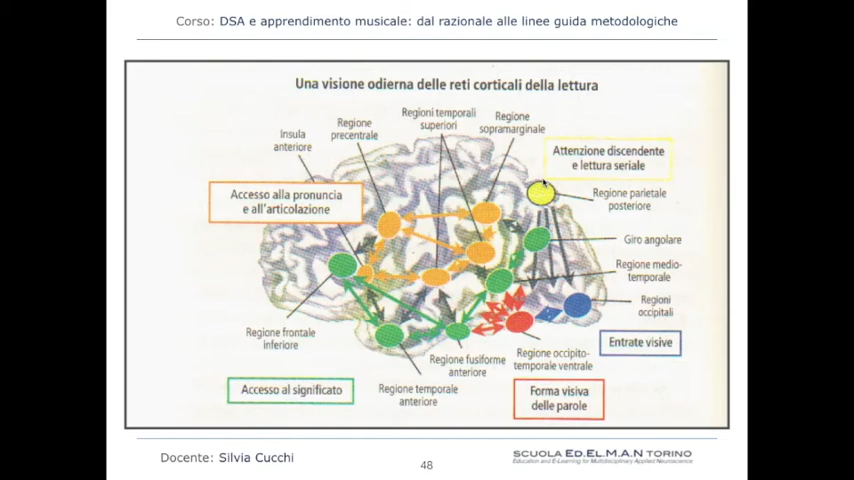 Corso: DSA e apprendimento musicale: dal razionale alle linee guida metodologiche
Una visione odierna delle reti corticali della lettura
Insula
anteriore
Regione
precentrale
Regioni temporali
superiori
Regione
sopramarginale
Attenzione discendente
e lettura seriale
Accesso alla pronuncia
e all'articolazione
Regione parietale
posteriore
Giro angolare
Regione medio-
temporale
Regioni
occipitali
Entrate visive
Regione frontale
inferiore
Regione fusiforme
anteriore
Regione occipito-
temporale ventrale
Accesso al significato
Regione temporale
anteriore
Forma visiva
delle parole
Docente: Silvia Cucchi
48
SCUOLA ED.EL.M.A.N TORINO
Education and E-Learning for Multidisciplinary Applied Neuroscience